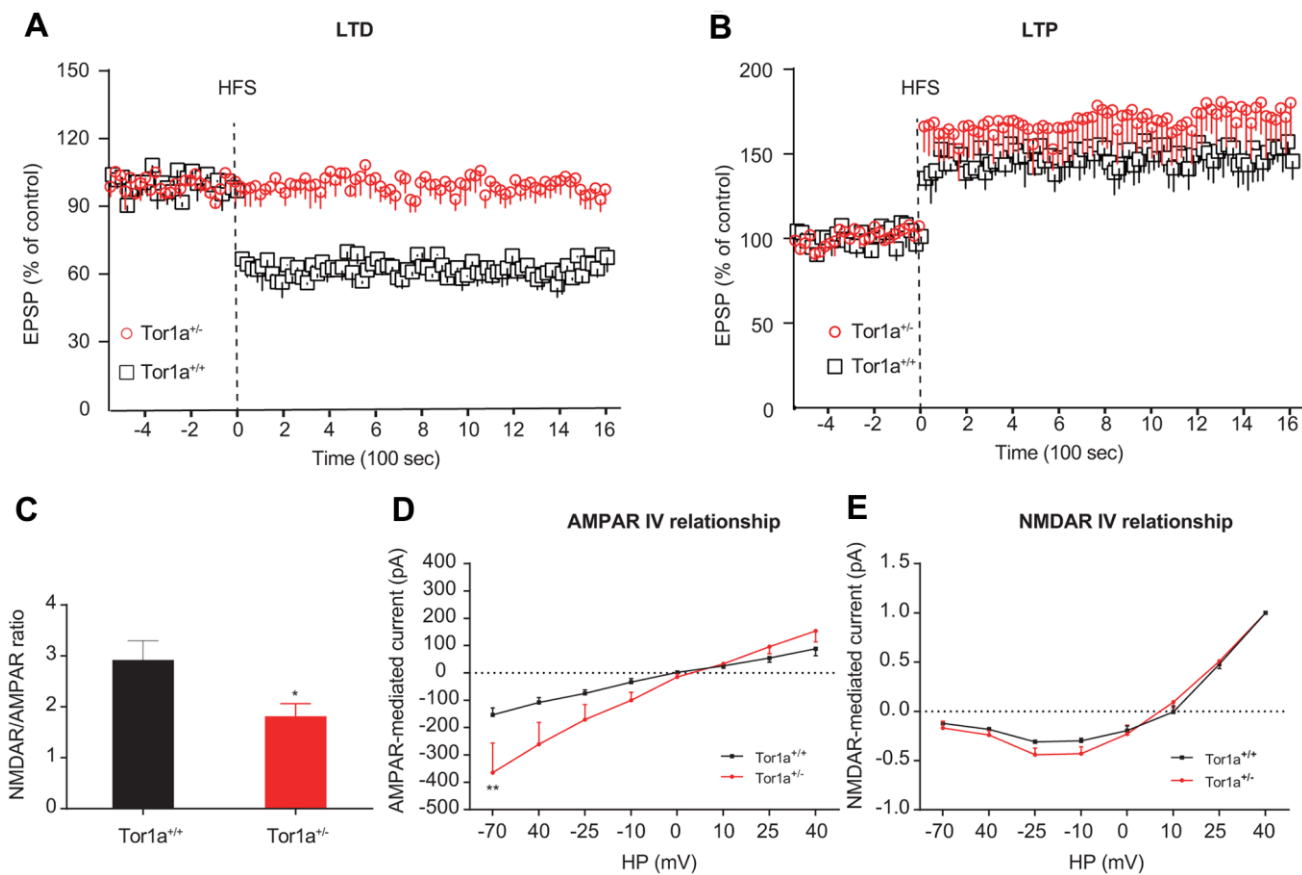 A
LTD
150
120
90
60
30
0
EPSP (% of control)
HFS
Tor1a+/-
Tor1a+/+
-4 -2 0 2 4 6 8 10 12 14 16
Time (100 sec)
B
LTP
200
150
100
50
0
EPSP (% of control)
HFS
Tor1a+/-
Tor1a+/+
-4 -2 0 2 4 6 8 10 12 14 16
Time (100 sec)
C
4
3
2
1
0
NMDAR/AMPAR ratio
*
Tor1a+/+ Tor1a+/-
D
AMPAR IV relationship
400
300
200
100
0
-100
-200
-300
-400
-500
AMPAR-mediated current (pA)
**
Tor1a+/+
Tor1a+/-
-70 40 -25 -10 0 10 25 40
HP (mV)
E
NMDAR IV relationship
1.5
1.0
0.5
0.0
-0.5
-1.0
NMDAR-mediated current (pA)
Tor1a+/+
Tor1a+/-
-70 40 -25 -10 0 10 25 40
HP (mV)